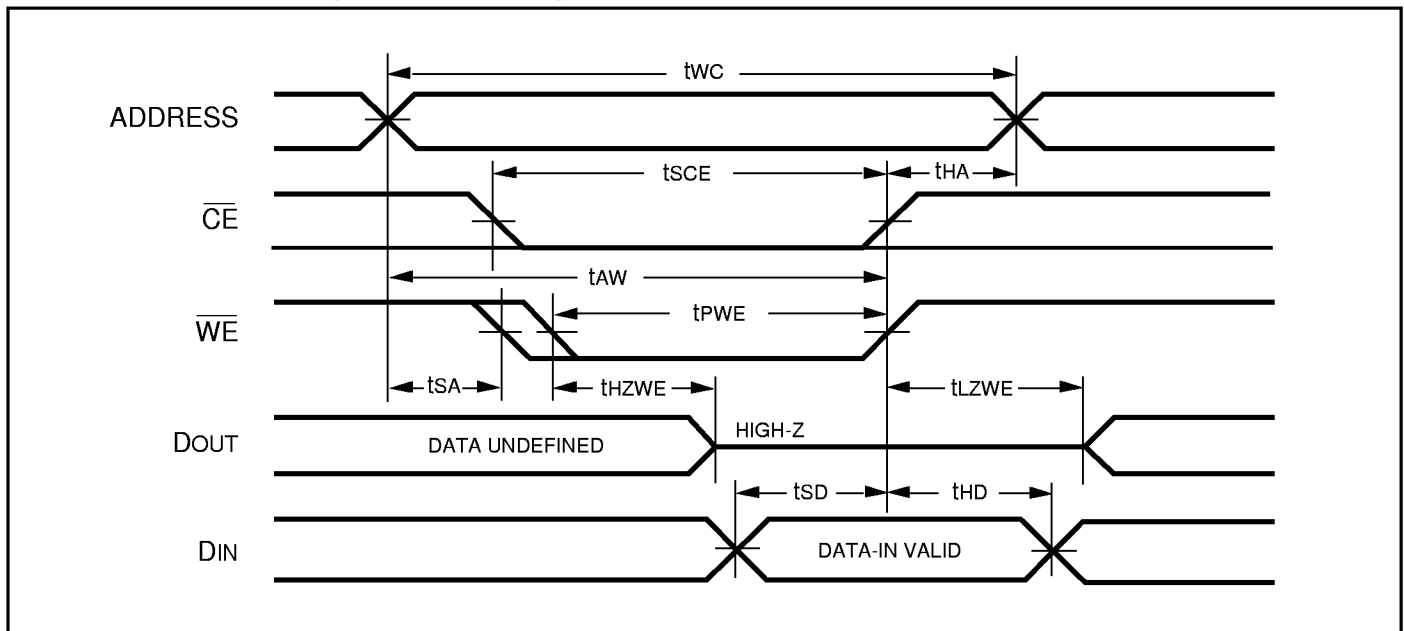 tWC
ADDRESS
tSCE
tHA
CE
tAW
WE
tPWE
tSA
tHZWE
tLZWE
DOUT
DATA UNDEFINED
HIGH-Z
tSD
tHD
DIN
DATA-IN VALID